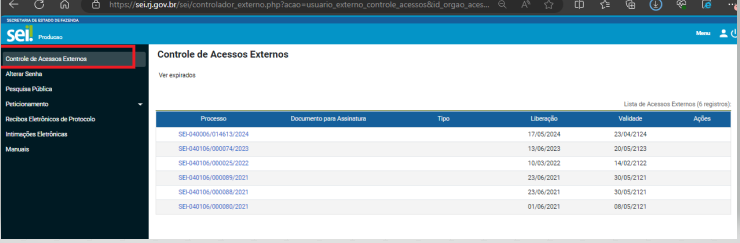 https://sei.rj.gov.br/sei/controlador_externo.php?acao=usuario_externo_controle_acessos&id_orgao_aces...
SECRETARIA DE ESTADO DE FAZENDA
sei! Producao
Menu
Controle de Acessos Externos
Alterar Senha
Pesquisa Pública
Peticionamento
Recibos Eletrônicos de Protocolo
Intimações Eletrônicas
Manuais
Controle de Acessos Externos
Ver expirados
Lista de Acessos Externos (6 registros):
Processo Documento para Assinatura Tipo Liberação Validade Ações
SEI-040006/014613/2024 17/05/2024 23/04/2124
SEI-040106/000074/2023 13/06/2023 20/05/2123
SEI-040106/000025/2022 10/03/2022 14/02/2122
SEI-040106/000089/2021 23/06/2021 30/05/2121
SEI-040106/000088/2021 23/06/2021 30/05/2121
SEI-040106/000080/2021 01/06/2021 08/05/2121